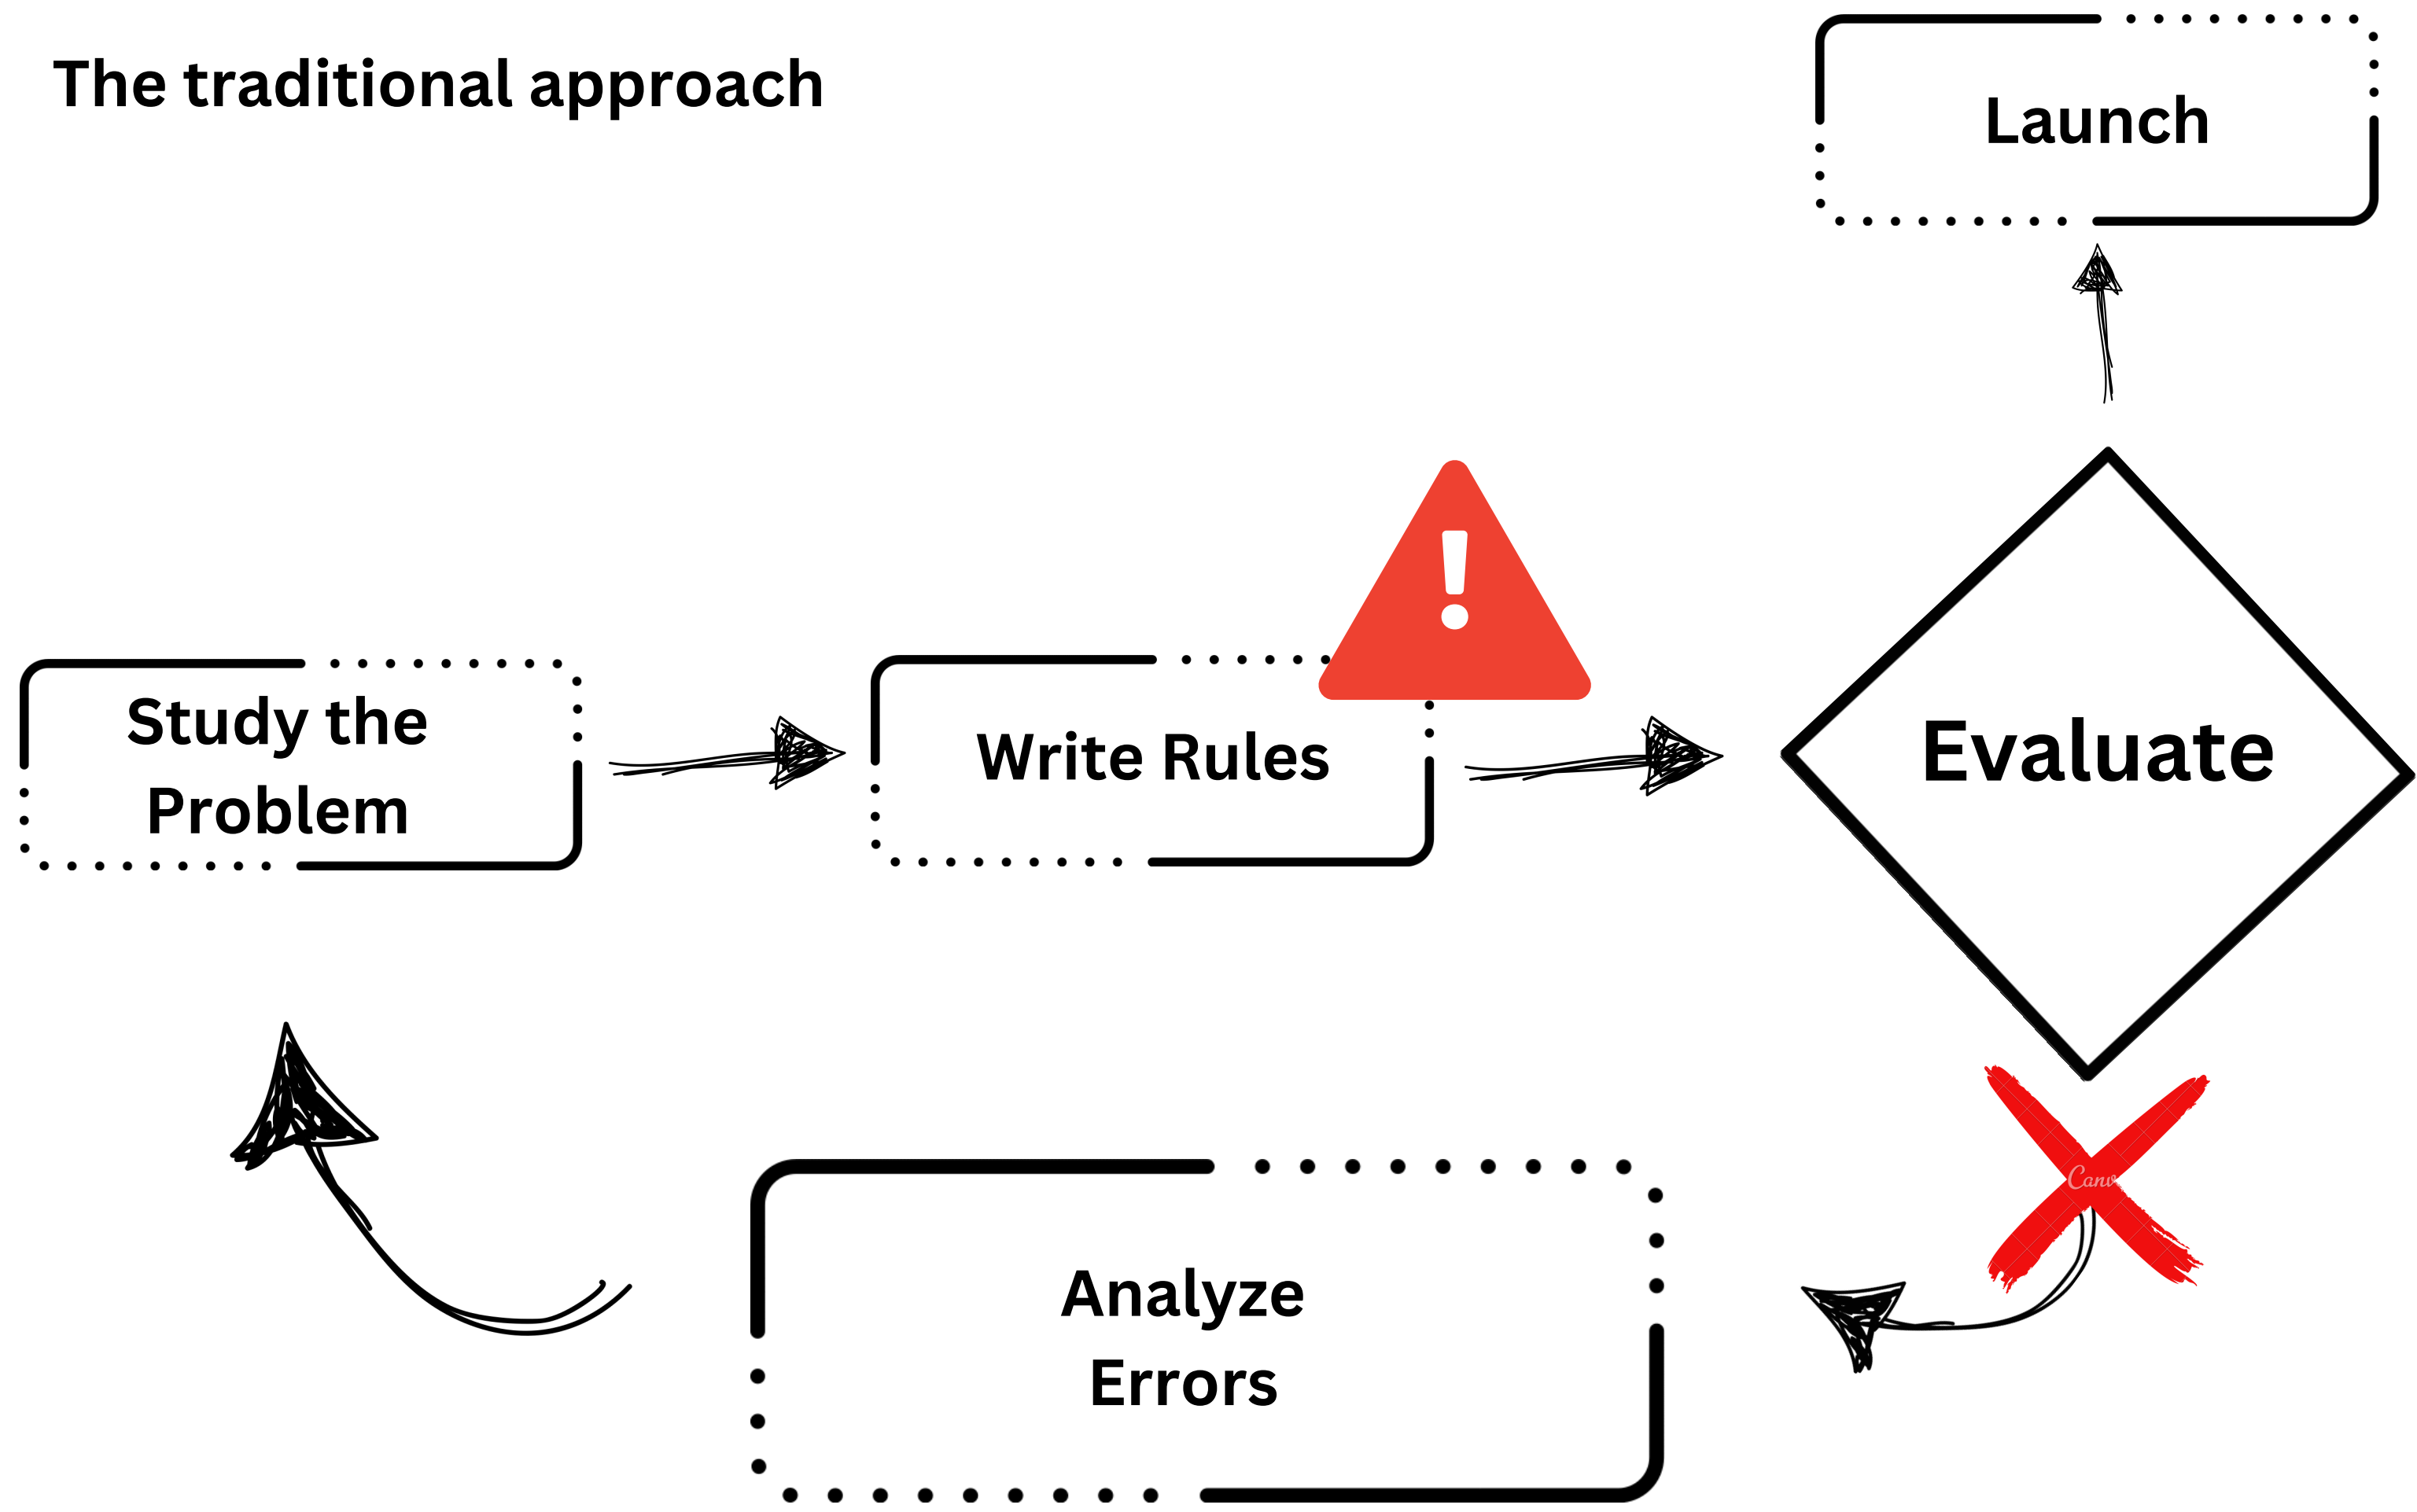 The traditional approach
Launch
Study the
Problem
Write Rules
!
Evaluate
Analyze
Errors